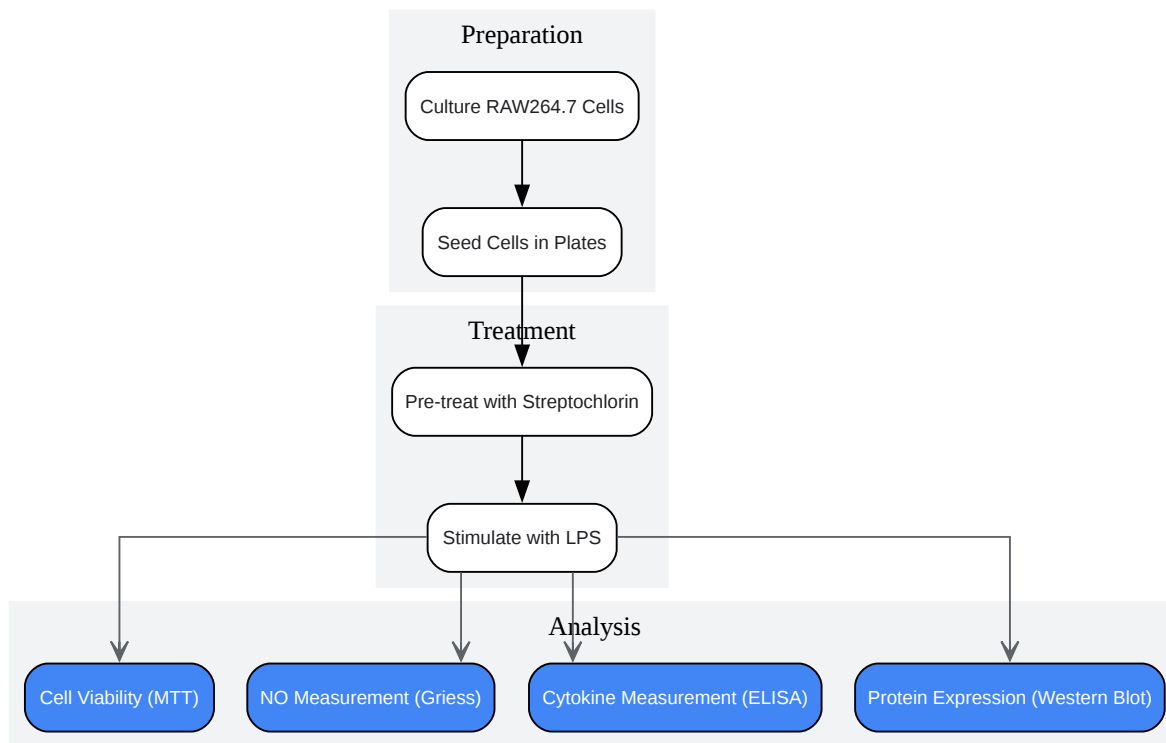 Preparation
Culture RAW264.7 Cells
Seed Cells in Plates
Treatment
Pre-treat with Streptochlorin
Stimulate with LPS
Analysis
Cell Viability (MTT)
NO Measurement (Griess)
Cytokine Measurement (ELISA)
Protein Expression (Western Blot)